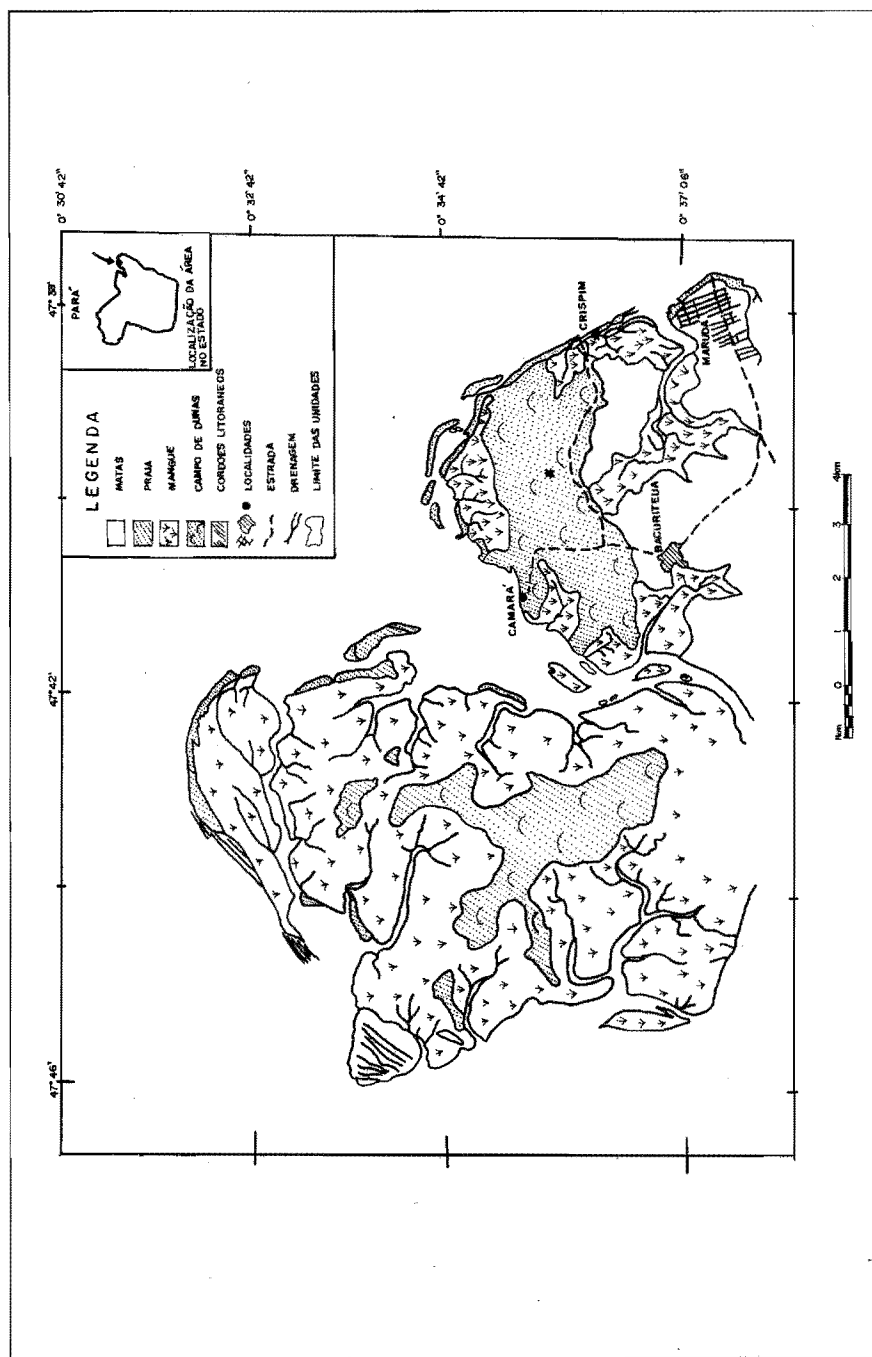 LEGENDA
MATAS
PRAIA
MANGUE
CAMPO DE DUNAS
CORDÕES LITORANEOS
LOCALIDADES
ESTRADA
DRENAGEM
LIMITE DAS UNIDADES
PARÁ
LOCALIZAÇÃO DA ÁREA
NO ESTADO
47° 46'
47° 42'
47° 38'
0° 30' 42"
0° 32' 42"
0° 34' 42"
0° 37' 06"
CAMARÁ
CRISPIM
BACURITEUA
MARUDA
0 1 2 3 4km